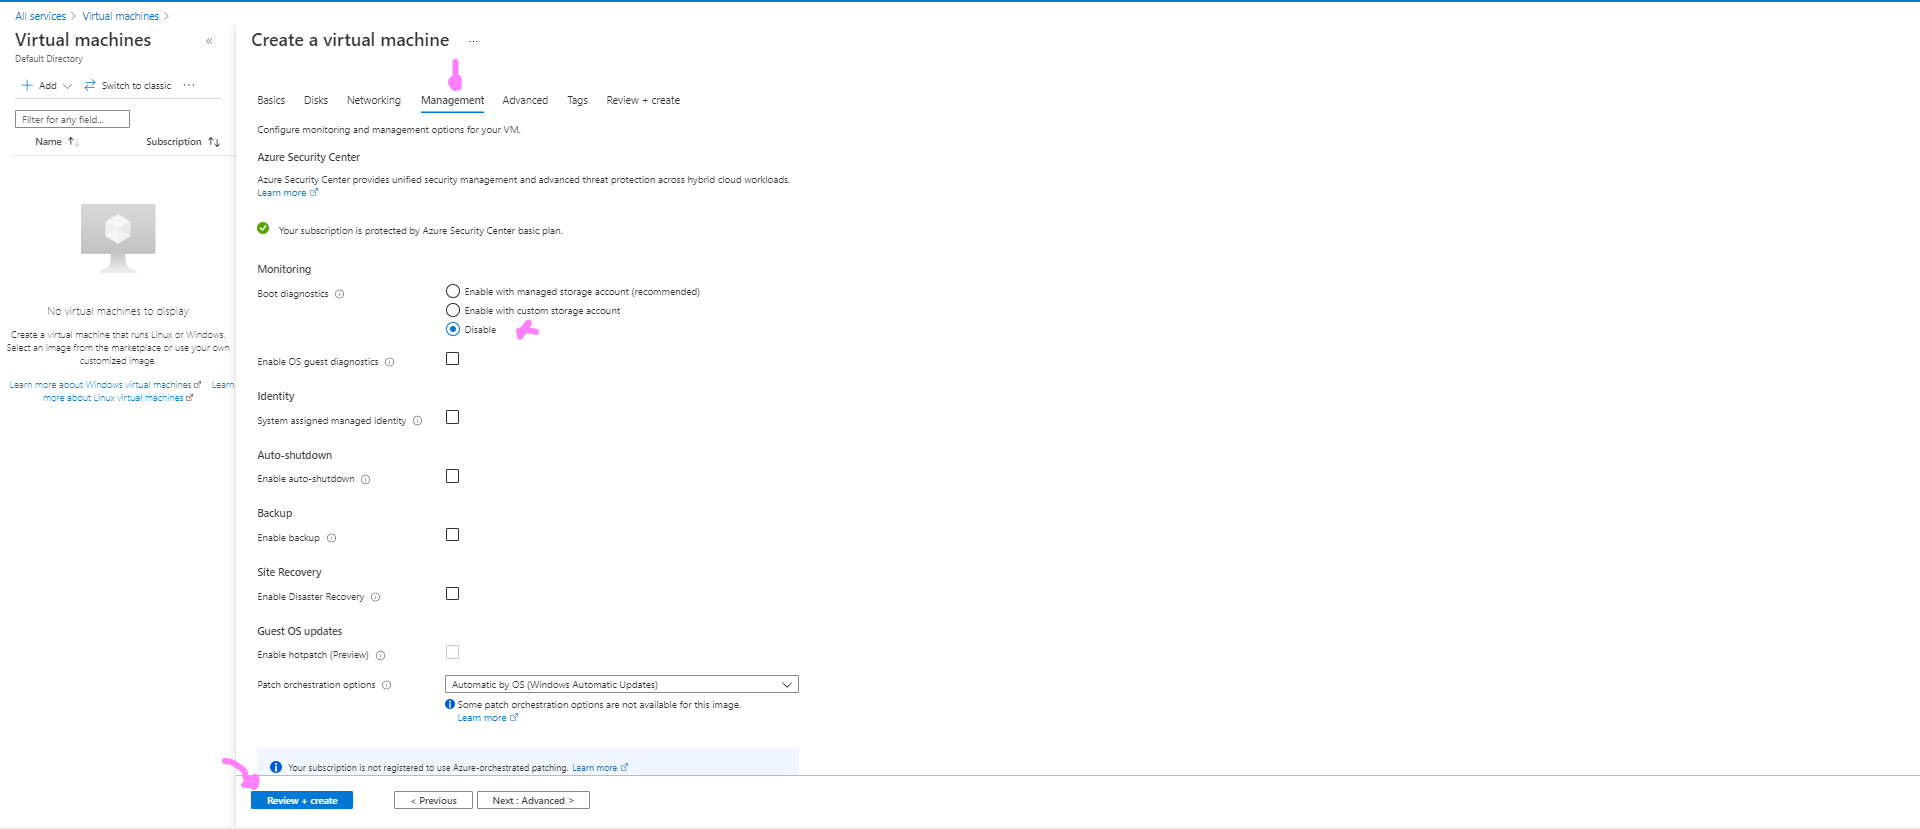 All services > Virtual machines >
Virtual machines «
Default Directory
+ Add Switch to classic ...
Filter for any field...
Name ↑↓ Subscription ↑↓
No virtual machines to display
Create a virtual machine that runs Linux or Windows.
Select an image from the marketplace or use your own
customized image.
Learn more about Windows virtual machines Learn
more about Linux virtual machines
Create a virtual machine ...
Basics Disks Networking Management Advanced Tags Review + create
Configure monitoring and management options for your VM.
Azure Security Center
Azure Security Center provides unified security management and advanced threat protection across hybrid cloud workloads.
Learn more
Your subscription is protected by Azure Security Center basic plan.
Monitoring
Boot diagnostics
Enable with managed storage account (recommended)
Enable with custom storage account
Disable
Enable OS guest diagnostics
Identity
System assigned managed identity
Auto-shutdown
Enable auto-shutdown
Backup
Enable backup
Site Recovery
Enable Disaster Recovery
Guest OS updates
Enable hotpatch (Preview)
Patch orchestration options
Automatic by OS (Windows Automatic Updates)
Some patch orchestration options are not available for this image.
Learn more
Your subscription is not registered to use Azure-orchestrated patching. Learn more
Review + create < Previous Next : Advanced >